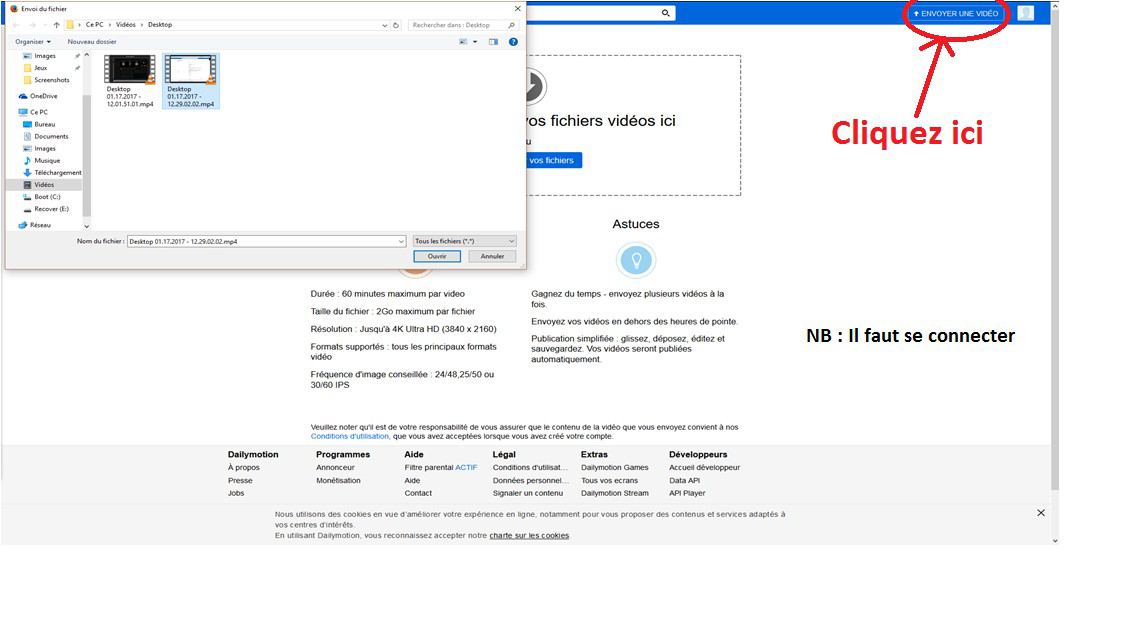 Envoi du fichier
Ce PC
Vidéos
Desktop
Rechercher dans : Desktop
Organiser
Nouveau dossier
Images
Jeux
Screenshots
OneDrive
Ce PC
Bureau
Documents
Images
Musique
Téléchargement
Vidéos
Boot (C:)
Recover (E:)
Réseau
Desktop
01.17.2017 -
12.01.51.01.mp4
Desktop
01.17.2017 -
12.29.02.02.mp4
Nom du fichier :
Desktop 01.17.2017 - 12.29.02.02.mp4
Tous les fichiers (*.*)
Ouvrir
Annuler
ENVOYER UNE VIDÉO
Cliquez ici
vos fichiers vidéos ici
u
vos fichiers
Astuces
Durée : 60 minutes maximum par video
Taille du fichier : 2Go maximum par fichier
Résolution : Jusqu'à 4K Ultra HD (3840 x 2160)
Formats supportés : tous les principaux formats
vidéo
Fréquence d'image conseillée : 24/48,25/50 ou
30/60 IPS
Gagnez du temps - envoyez plusieurs vidéos à la
fois.
Envoyez vos vidéos en dehors des heures de pointe.
Publication simplifiée : glissez, déposez, éditez et
sauvegardez. Vos vidéos seront publiées
automatiquement.
NB : Il faut se connecter
Veuillez noter qu'il est de votre responsabilité de vous assurer que le contenu de la vidéo que vous envoyez convient à nos
Conditions d'utilisation, que vous avez acceptées lorsque vous avez créé votre compte.
Dailymotion
À propos
Presse
Jobs
Programmes
Annonceur
Monétisation
Aide
Filtre parental ACTIF
Aide
Contact
Légal
Conditions d'utilisat...
Données personnel...
Signaler un contenu
Extras
Dailymotion Games
Tous vos ecrans
Dailymotion Stream
Développeurs
Accueil développeur
Data API
API Player
Nous utilisons des cookies en vue d'améliorer votre expérience en ligne, notamment pour vous proposer des contenus et services adaptés à
vos centres d'intérêts.
En utilisant Dailymotion, vous reconnaissez accepter notre charte sur les cookies.